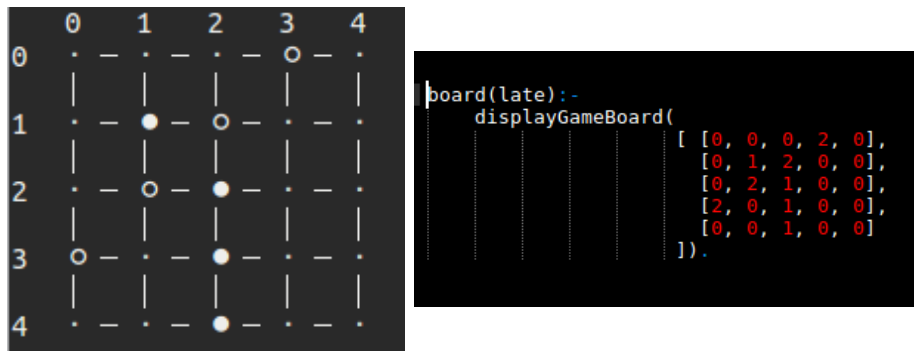 0 1 2 3 4
0 · — · — · — o — ·
| | | | |
1 · — ● — o — · — ·
| | | | |
2 · — o — ● — · — ·
| | | | |
3 o — · — ● — · — ·
| | | | |
4 · — · — ● — · — ·
board(late):-
displayGameBoard(
[ [0, 0, 0, 2, 0],
[0, 1, 2, 0, 0],
[0, 2, 1, 0, 0],
[2, 0, 1, 0, 0],
[0, 0, 1, 0, 0]
]).